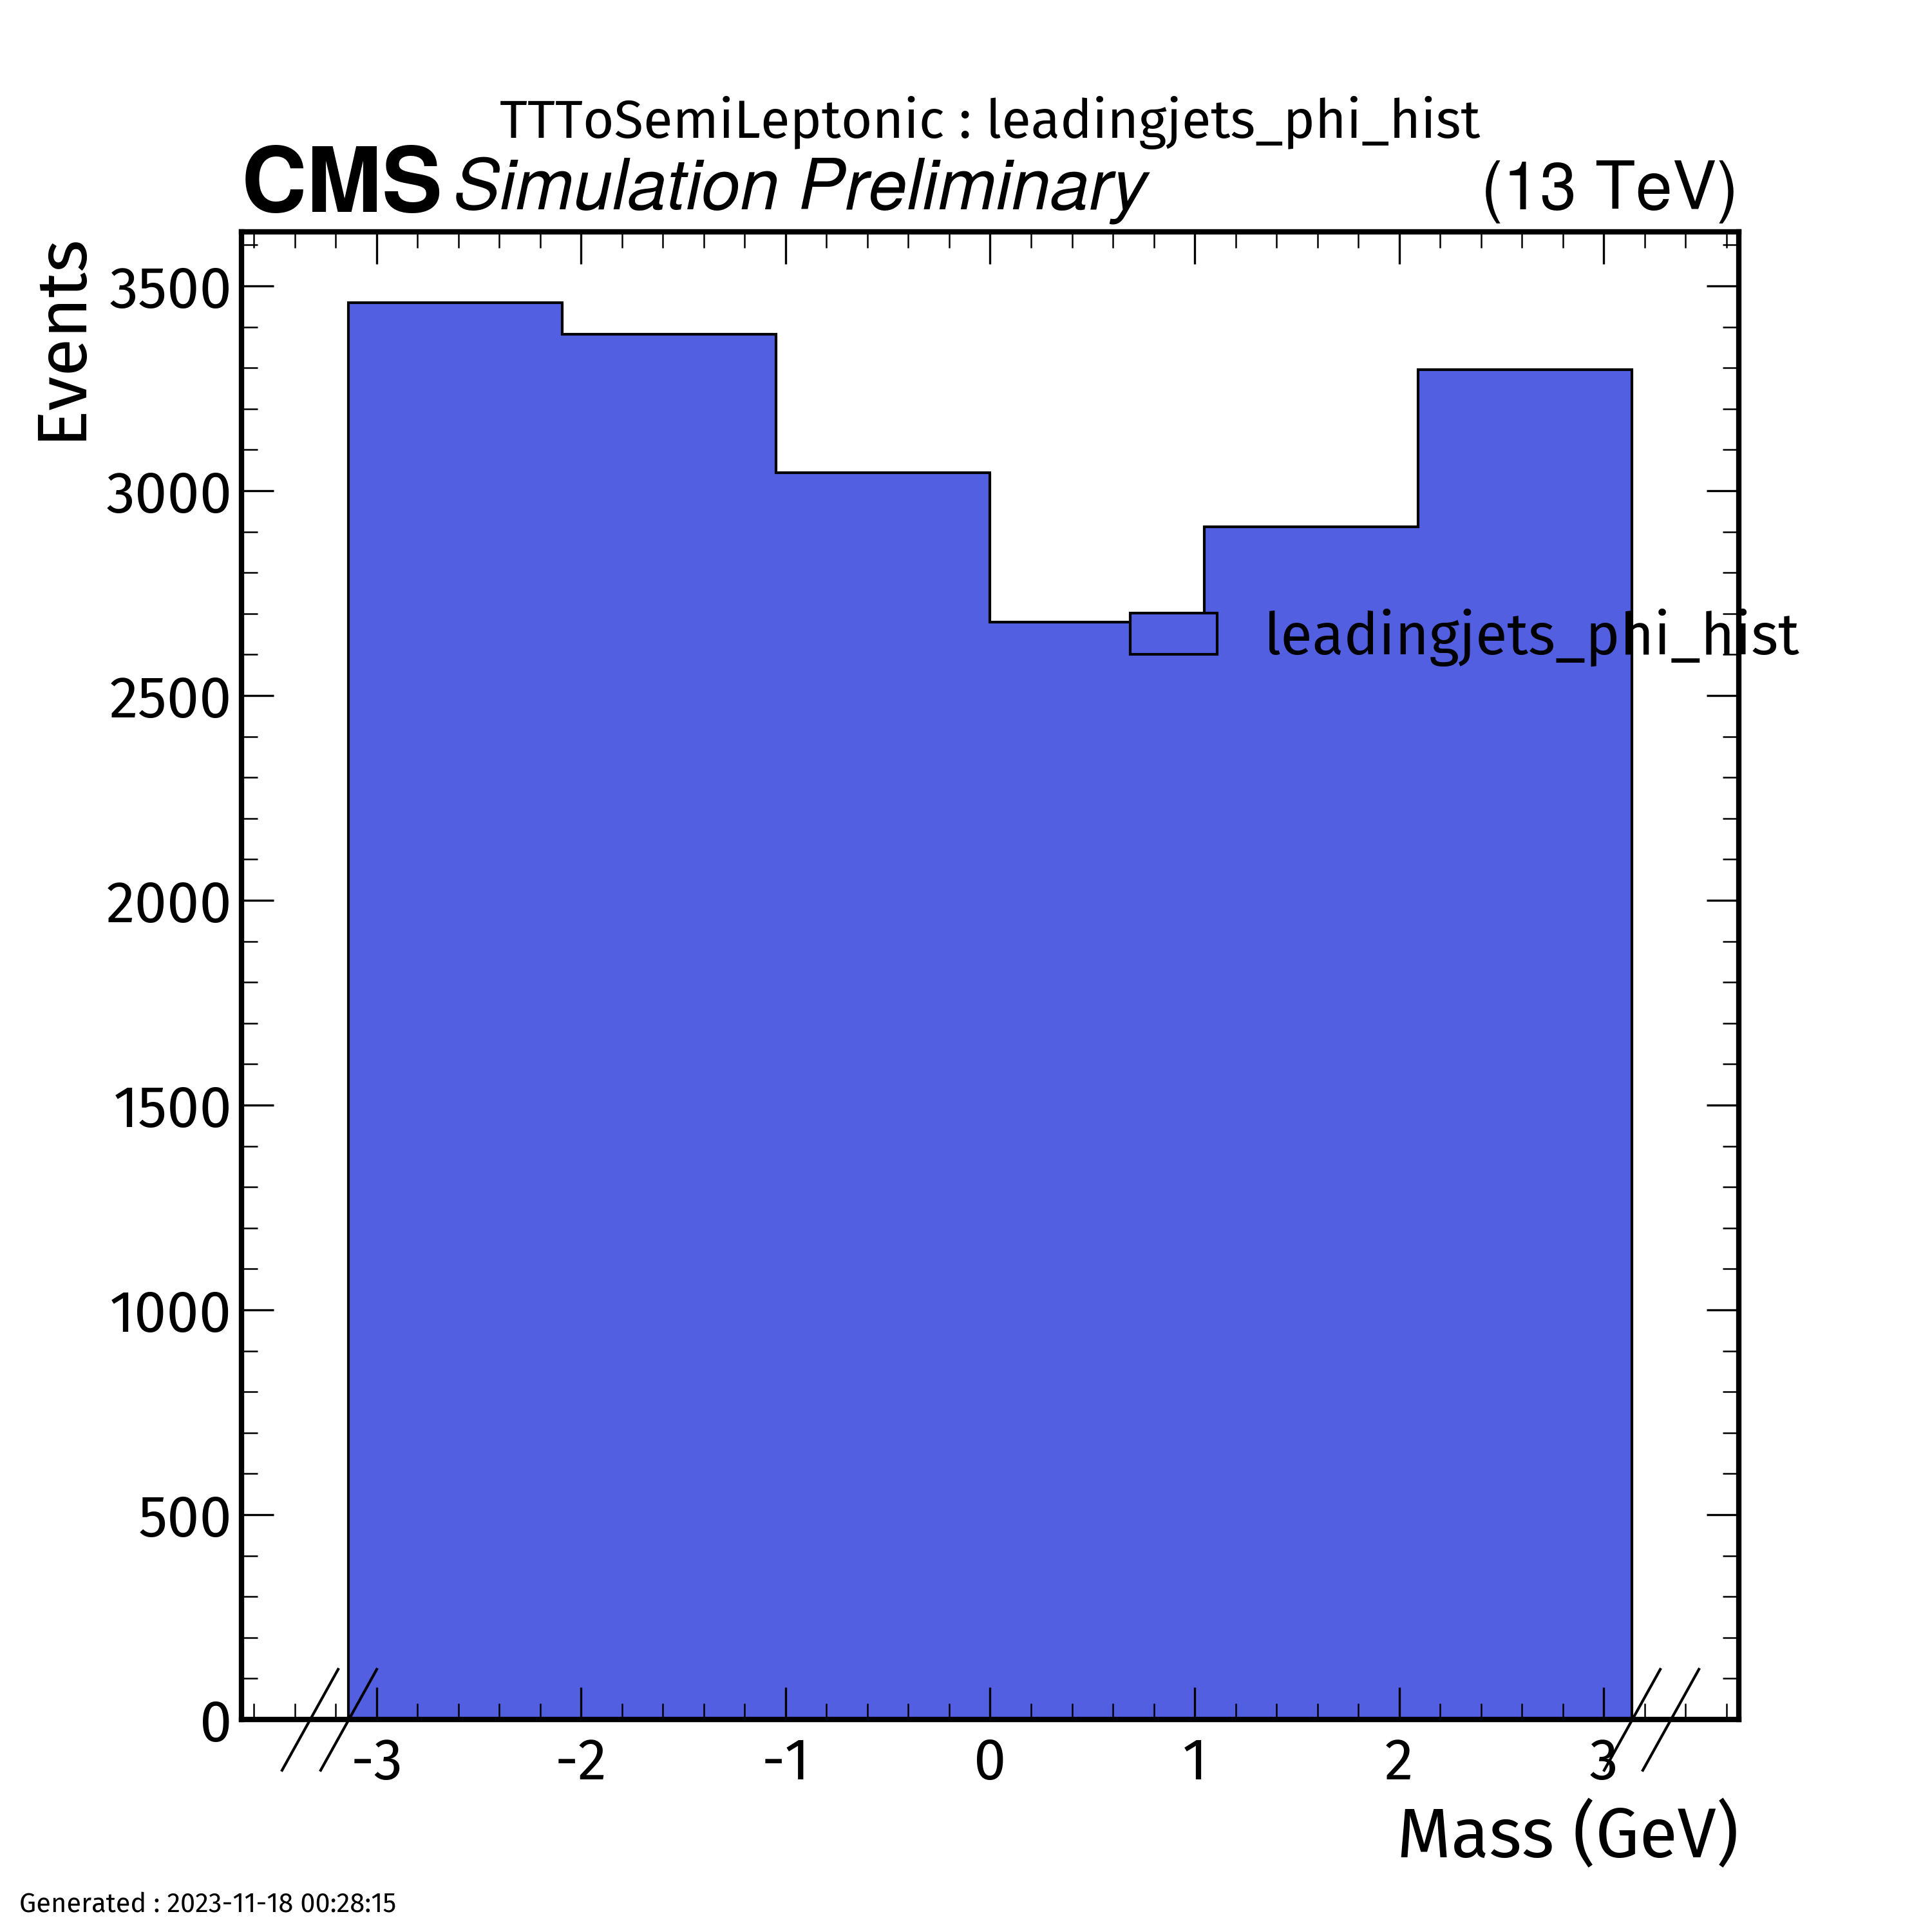 TTToSemiLeptonic : leadingjets_phi_hist
CMS Simulation Preliminary (13 TeV)
Events
3500
3000
2500
2000
1500
1000
500
0
leadingjets_phi_hist
-3 -2 -1 0 1 2 3
Mass (GeV)
Generated : 2023-11-18 00:28:15